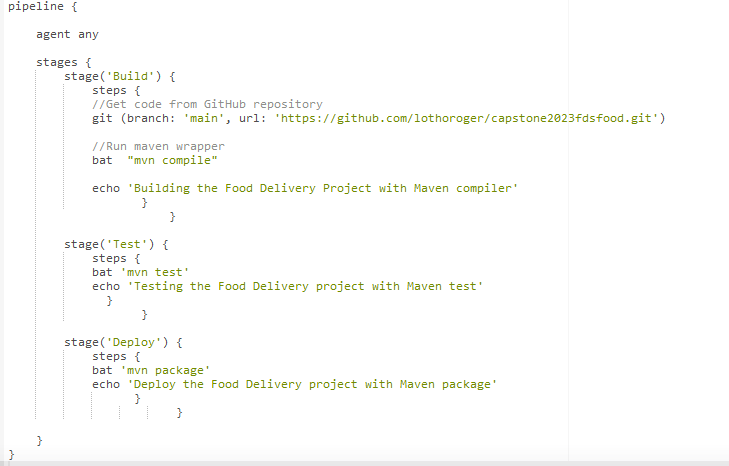 pipeline {
agent any
stages {
stage('Build') {
steps {
//Get code from GitHub repository
git (branch: 'main', url: 'https://github.com/lothoroger/capstone2023fdsfood.git')
//Run maven wrapper
bat  "mvn compile"
echo 'Building the Food Delivery Project with Maven compiler'
}
}
stage('Test') {
steps {
bat 'mvn test'
echo 'Testing the Food Delivery project with Maven test'
}
}
stage('Deploy') {
steps {
bat 'mvn package'
echo 'Deploy the Food Delivery project with Maven package'
}
}
}
}